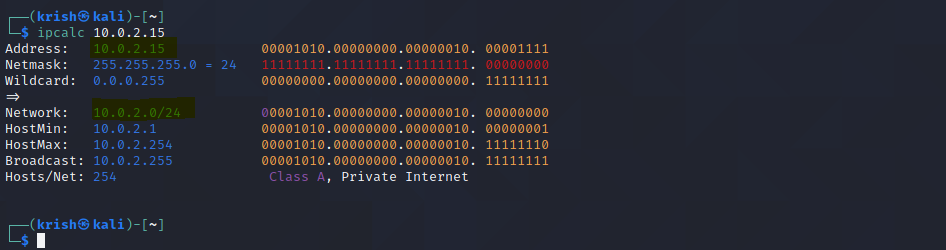 ┌──(krish㉿kali)-[~]
└─$ ipcalc 10.0.2.15
Address:   10.0.2.15            00001010.00000000.00000010. 00001111
Netmask:   255.255.255.0 = 24   11111111.11111111.11111111. 00000000
Wildcard:  0.0.0.255            00000000.00000000.00000000. 11111111
=>
Network:   10.0.2.0/24          00001010.00000000.00000010. 00000000
HostMin:   10.0.2.1             00001010.00000000.00000010. 00000001
HostMax:   10.0.2.254           00001010.00000000.00000010. 11111110
Broadcast: 10.0.2.255           00001010.00000000.00000010. 11111111
Hosts/Net: 254                   Class A, Private Internet
┌──(krish㉿kali)-[~]
└─$